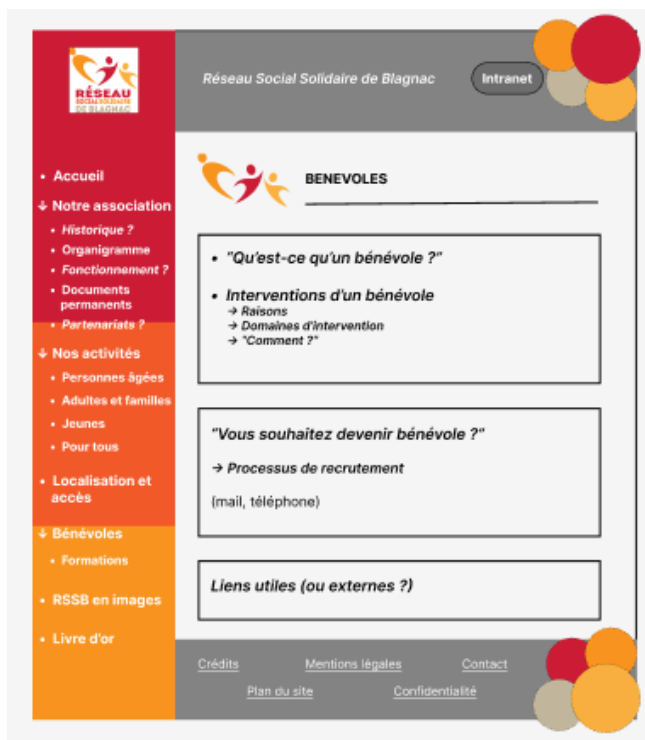 RÉSEAU
SOCIAL SOLIDAIRE
DE BLAGNAC
Réseau Social Solidaire de Blagnac
Intranet
• Accueil
↓ Notre association
• Historique ?
• Organigramme
• Fonctionnement ?
• Documents
permanents
• Partenariats ?
↓ Nos activités
• Personnes âgées
• Adultes et familles
• Jeunes
• Pour tous
• Localisation et
accès
↓ Bénévoles
• Formations
• RSSB en images
• Livre d'or
BENEVOLES
• "Qu'est-ce qu'un bénévole ?"
• Interventions d'un bénévole
→ Raisons
→ Domaines d'intervention
→ "Comment ?"
"Vous souhaitez devenir bénévole ?"
→ Processus de recrutement
(mail, téléphone)
Liens utiles (ou externes ?)
Crédits Mentions légales Contact
Plan du site Confidentialité